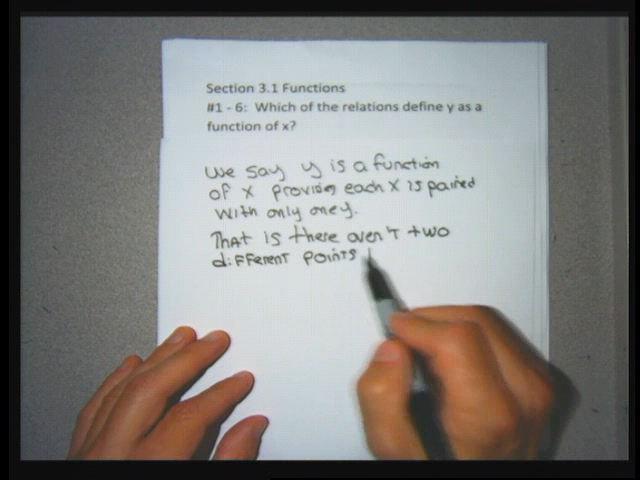 Section 3.1 Functions
#1 - 6: Which of the relations define y as a
function of x?
We say y is a function
of x providing each x is paired
with only one y.
That is there aren't two
different points